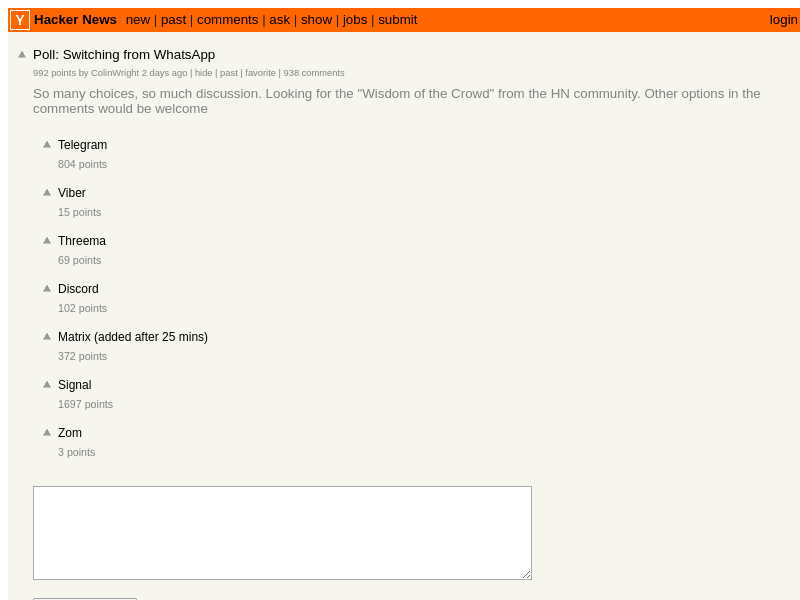 Y Hacker News new | past | comments | ask | show | jobs | submit login
Poll: Switching from WhatsApp
992 points by ColinWright 2 days ago | hide | past | favorite | 938 comments
So many choices, so much discussion. Looking for the "Wisdom of the Crowd" from the HN community. Other options in the
comments would be welcome
Telegram
804 points
Viber
15 points
Threema
69 points
Discord
102 points
Matrix (added after 25 mins)
372 points
Signal
1697 points
Zom
3 points